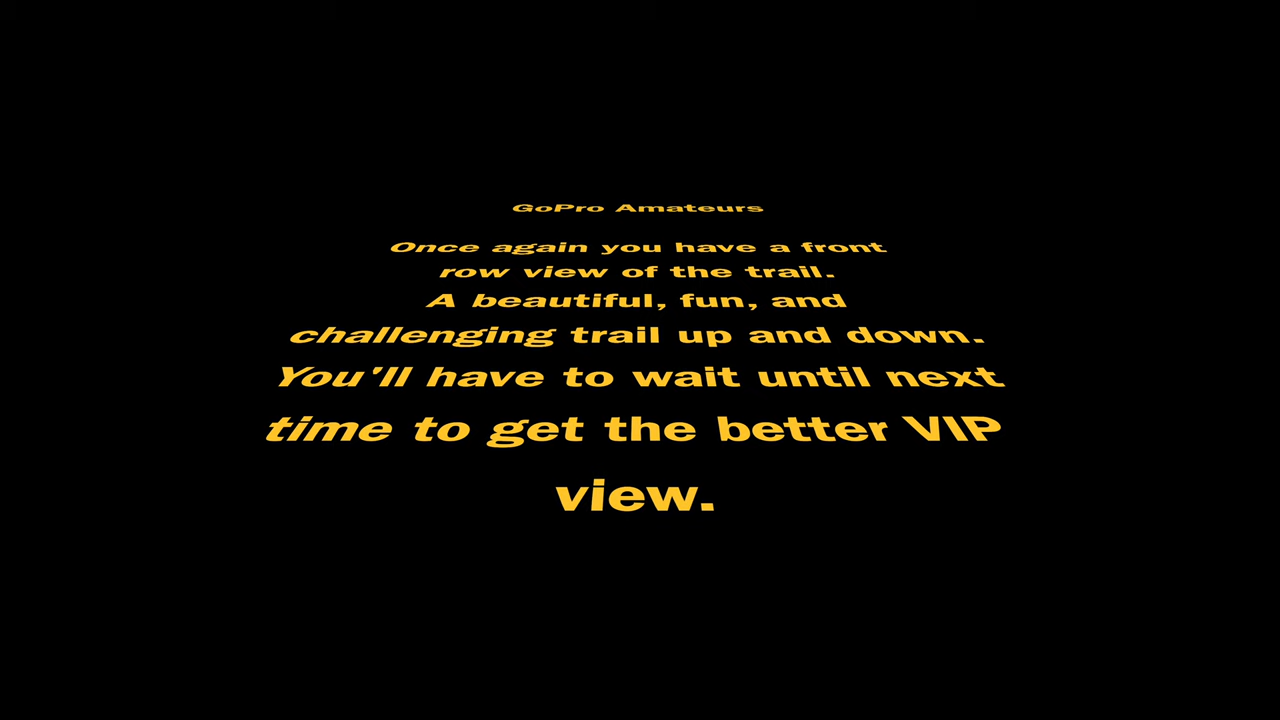 GoPro Amateurs
Once again you have a front
row view of the trail.
A beautiful, fun, and
challenging trail up and down.
You'll have to wait until next
time to get the better VIP
view.